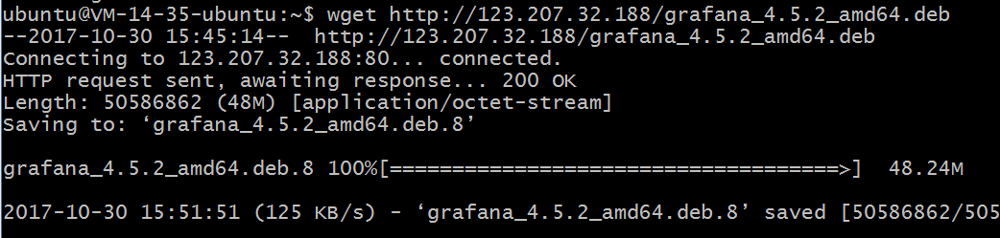 ubuntu@VM-14-35-ubuntu:~$ wget http://123.207.32.188/grafana_4.5.2_amd64.deb
--2017-10-30 15:45:14--  http://123.207.32.188/grafana_4.5.2_amd64.deb
Connecting to 123.207.32.188:80... connected.
HTTP request sent, awaiting response... 200 OK
Length: 50586862 (48M) [application/octet-stream]
Saving to: ‘grafana_4.5.2_amd64.deb.8’
grafana_4.5.2_amd64.deb.8 100%[=====================================>]  48.24M
2017-10-30 15:51:51 (125 KB/s) - ‘grafana_4.5.2_amd64.deb.8’ saved [50586862/505